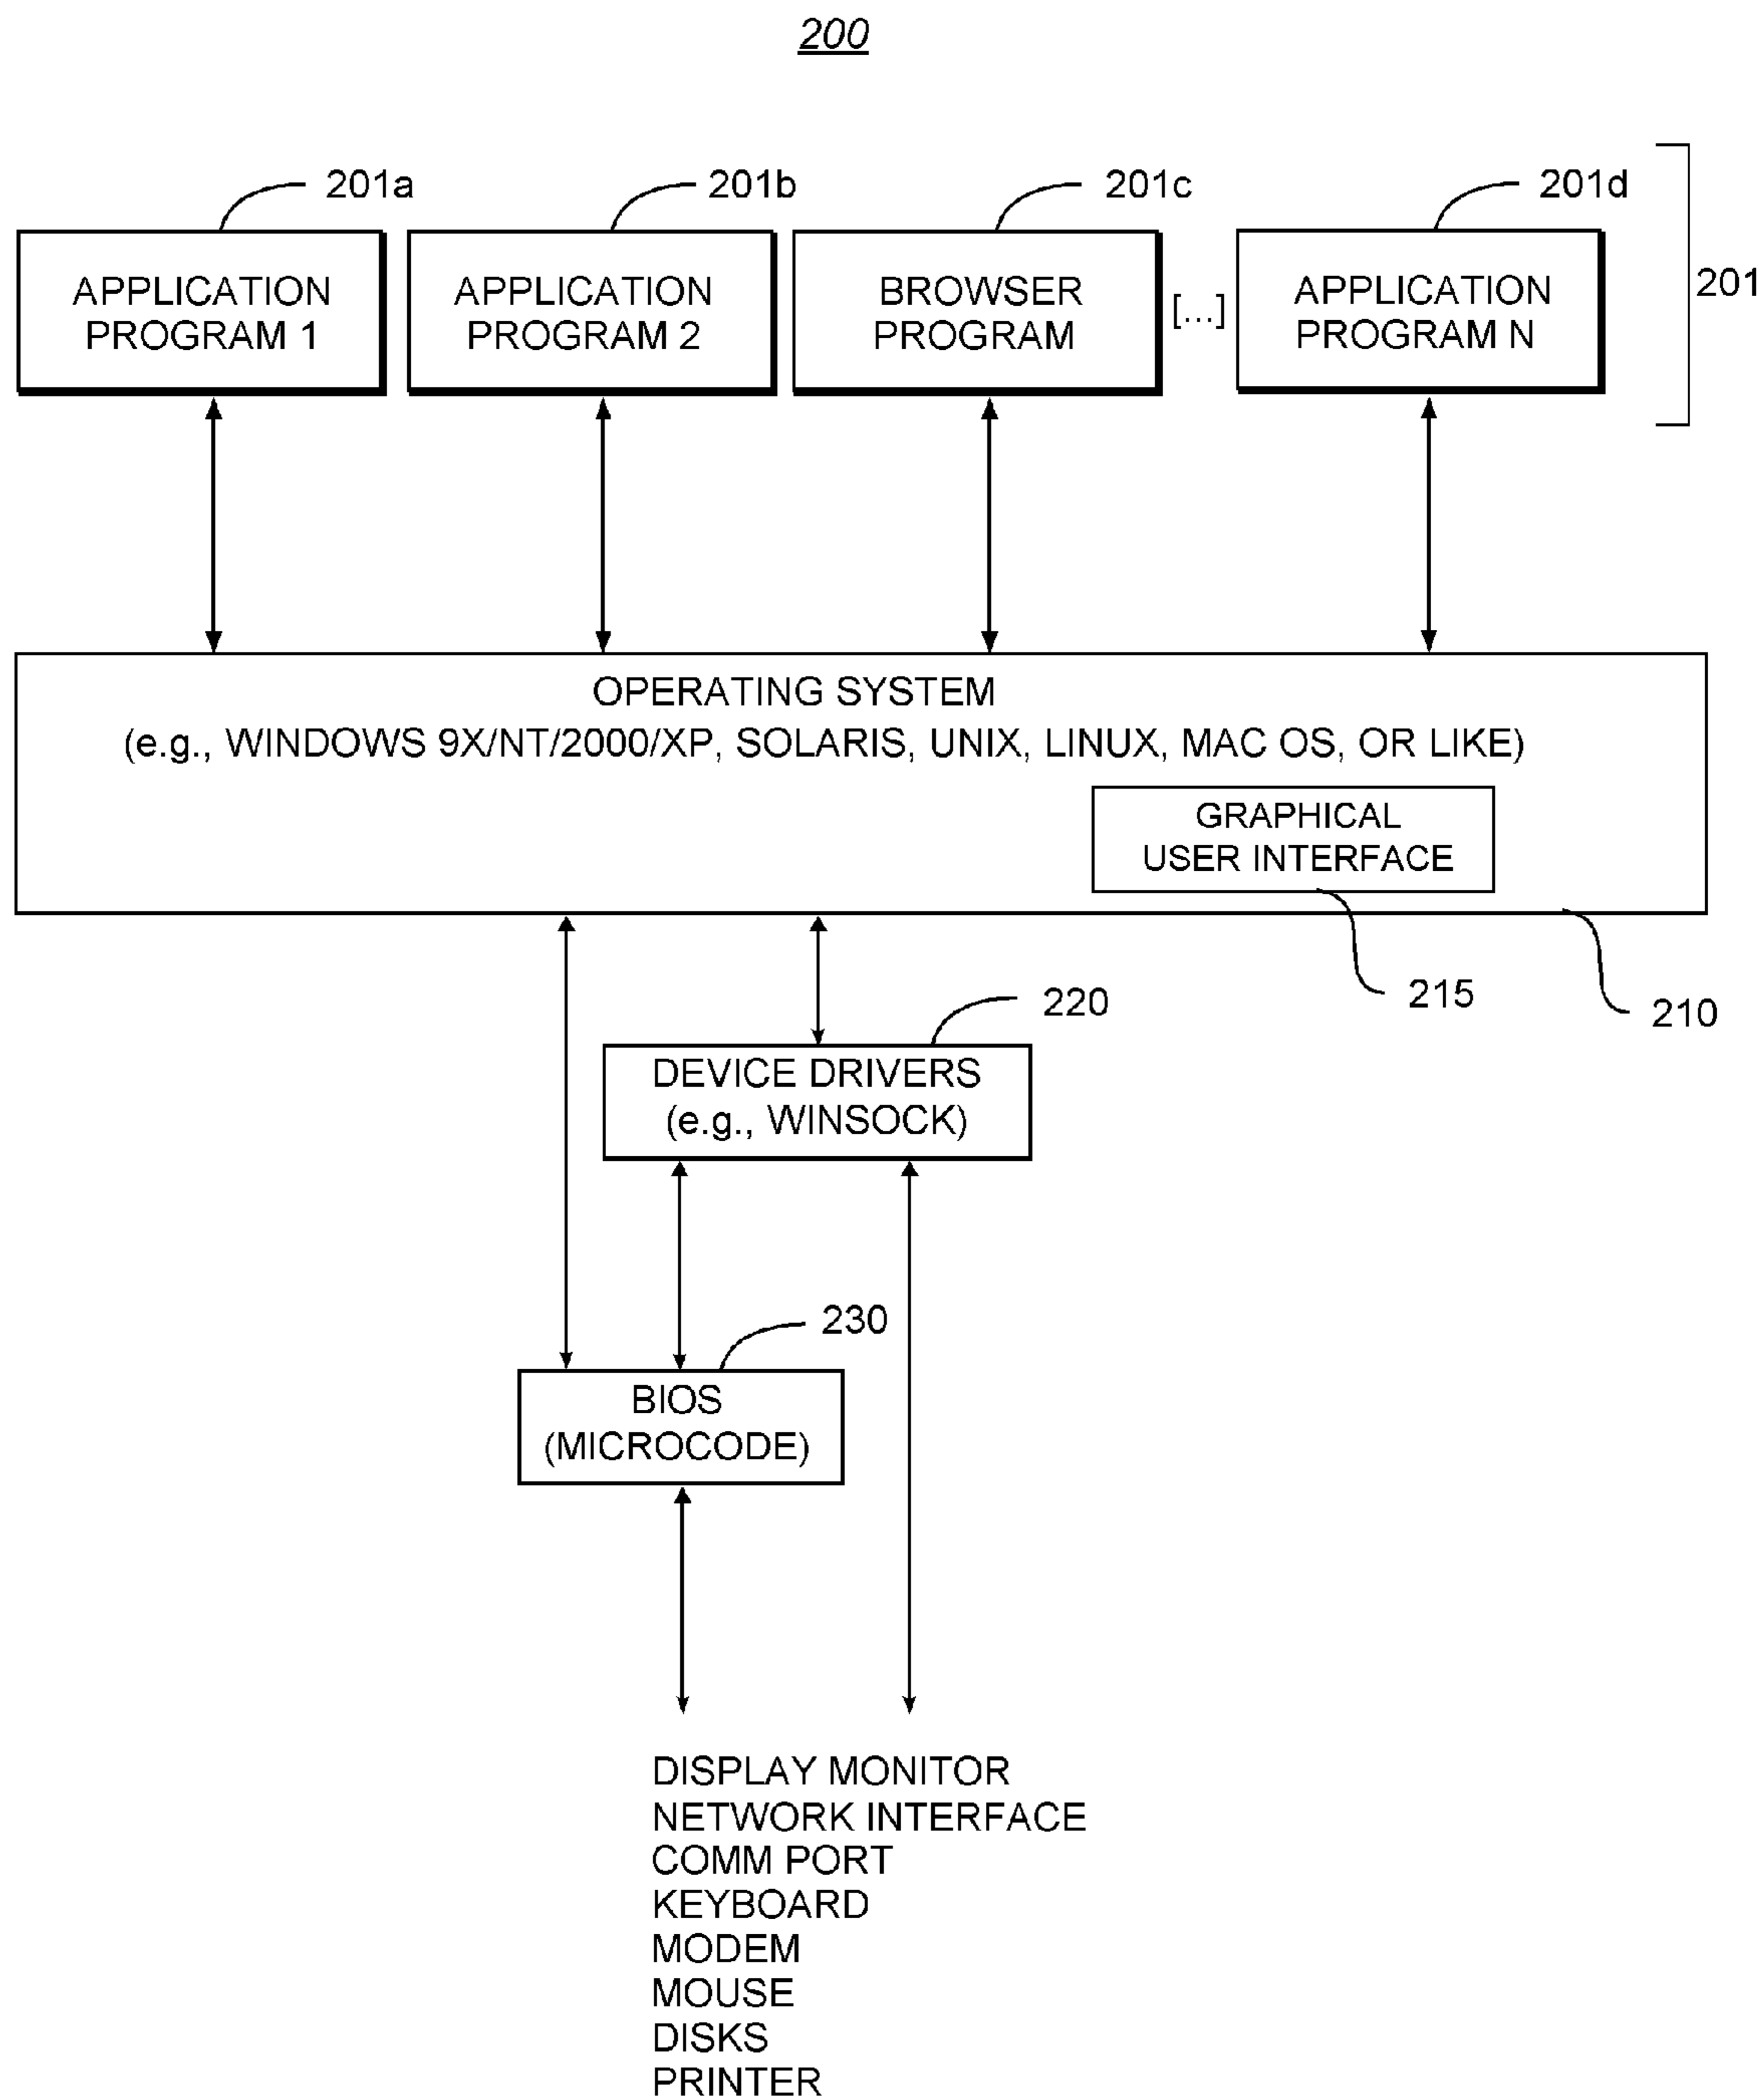 200
201a
201b
201c
201d
201
APPLICATION
PROGRAM 1
APPLICATION
PROGRAM 2
BROWSER
PROGRAM
[...]
APPLICATION
PROGRAM N
OPERATING SYSTEM
(e.g., WINDOWS 9X/NT/2000/XP, SOLARIS, UNIX, LINUX, MAC OS, OR LIKE)
GRAPHICAL
USER INTERFACE
215
210
220
DEVICE DRIVERS
(e.g., WINSOCK)
230
BIOS
(MICROCODE)
DISPLAY MONITOR
NETWORK INTERFACE
COMM PORT
KEYBOARD
MODEM
MOUSE
DISKS
PRINTER